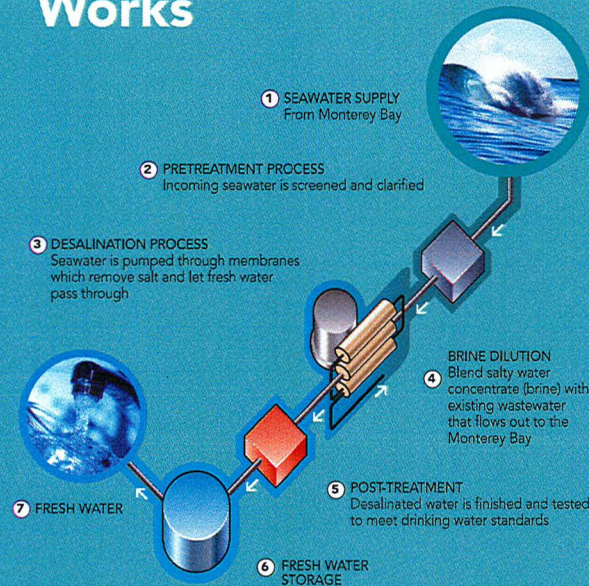 Works
1 SEAWATER SUPPLY
From Monterey Bay
2 PRETREATMENT PROCESS
Incoming seawater is screened and clarified
3 DESALINATION PROCESS
Seawater is pumped through membranes
which remove salt and let fresh water
pass through
BRINE DILUTION
4 Blend salty water
concentrate (brine) with
existing wastewater
that flows out to the
Monterey Bay
5 POST-TREATMENT
Desalinated water is finished and tested
to meet drinking water standards
6 FRESH WATER
STORAGE
7 FRESH WATER